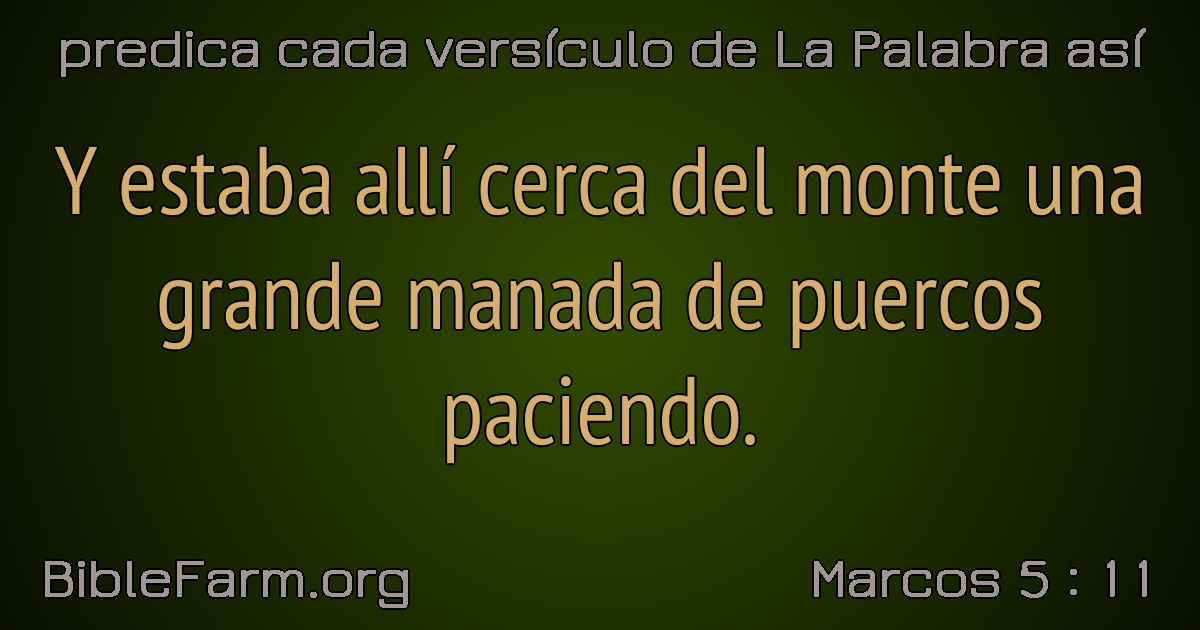 predica cada versículo de La Palabra así
Y estaba allí cerca del monte una
grande manada de puercos
paciendo.
BibleFarm.org
Marcos 5 : 11